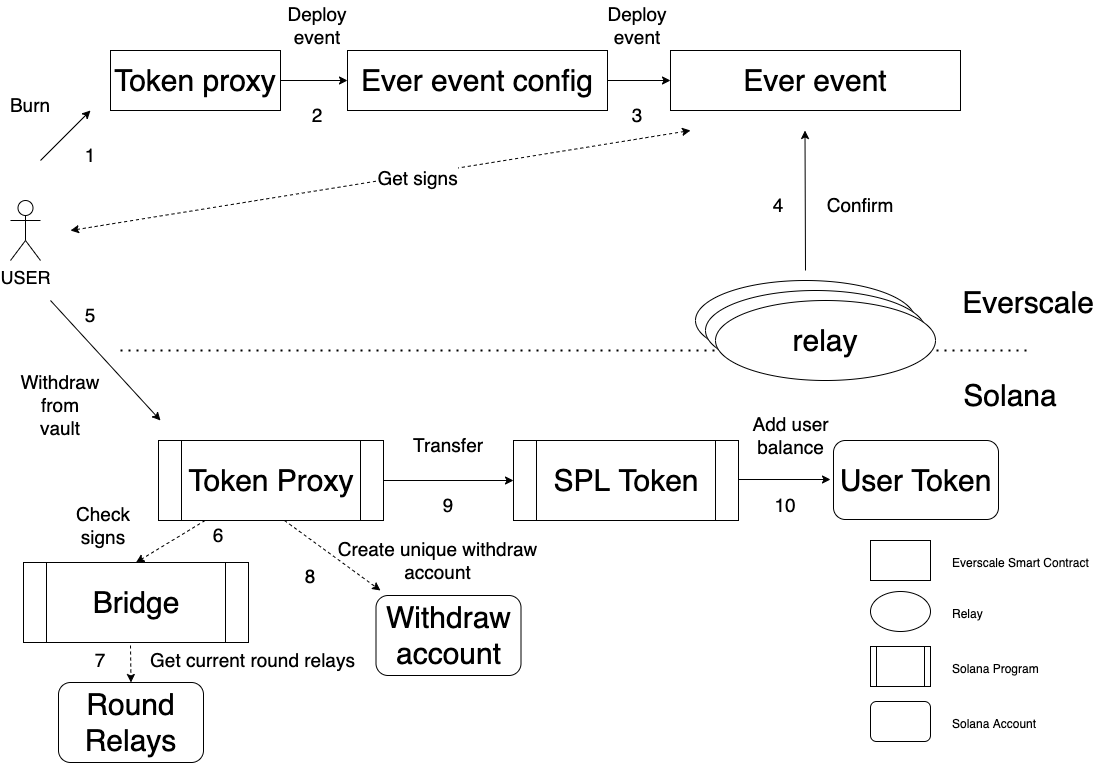 Deploy
event
Deploy
event
Token proxy
Ever event config
Ever event
Burn
2
3
1
Get signs
4
Confirm
USER
5
Everscale
relay
Withdraw
from
vault
Solana
Add user
balance
Transfer
Token Proxy
SPL Token
User Token
9
10
Check
signs
6
Create unique withdraw
account
8
Everscale Smart Contract
Bridge
Relay
Withdraw
account
7
Get current round relays
Solana Program
Round
Relays
Solana Account